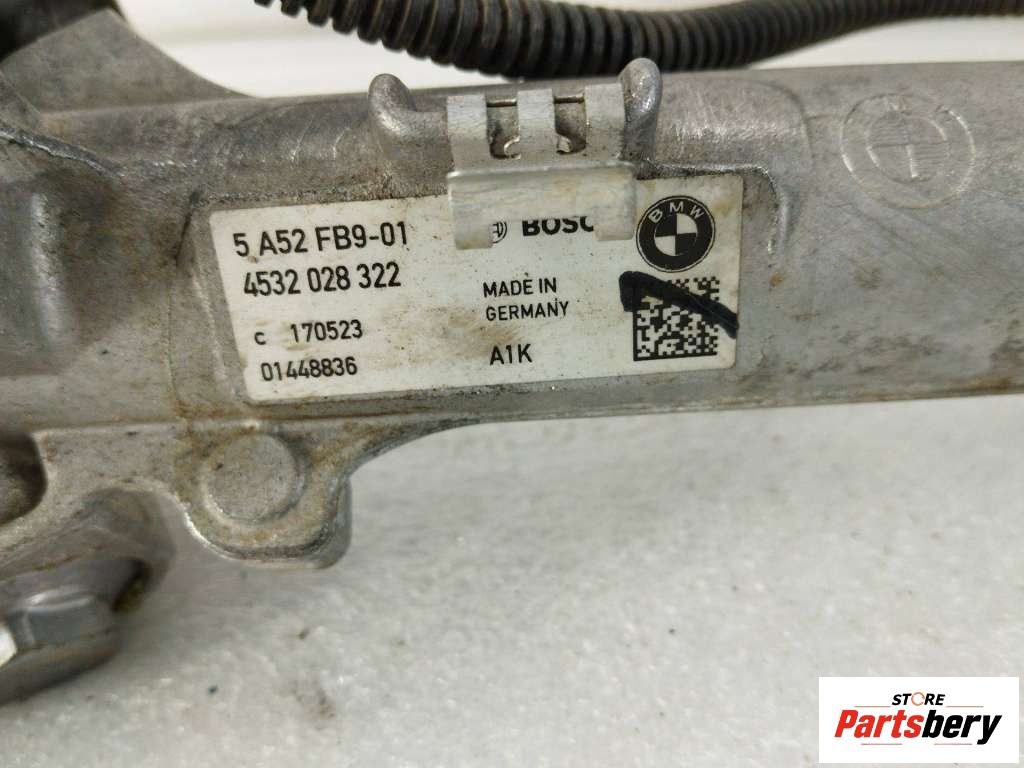 5 A52 FB9-01
4532 028 322
c 170523
01448836
BOSC
MADE IN
GERMANY
A1K
BMW
STORE
Partsbery